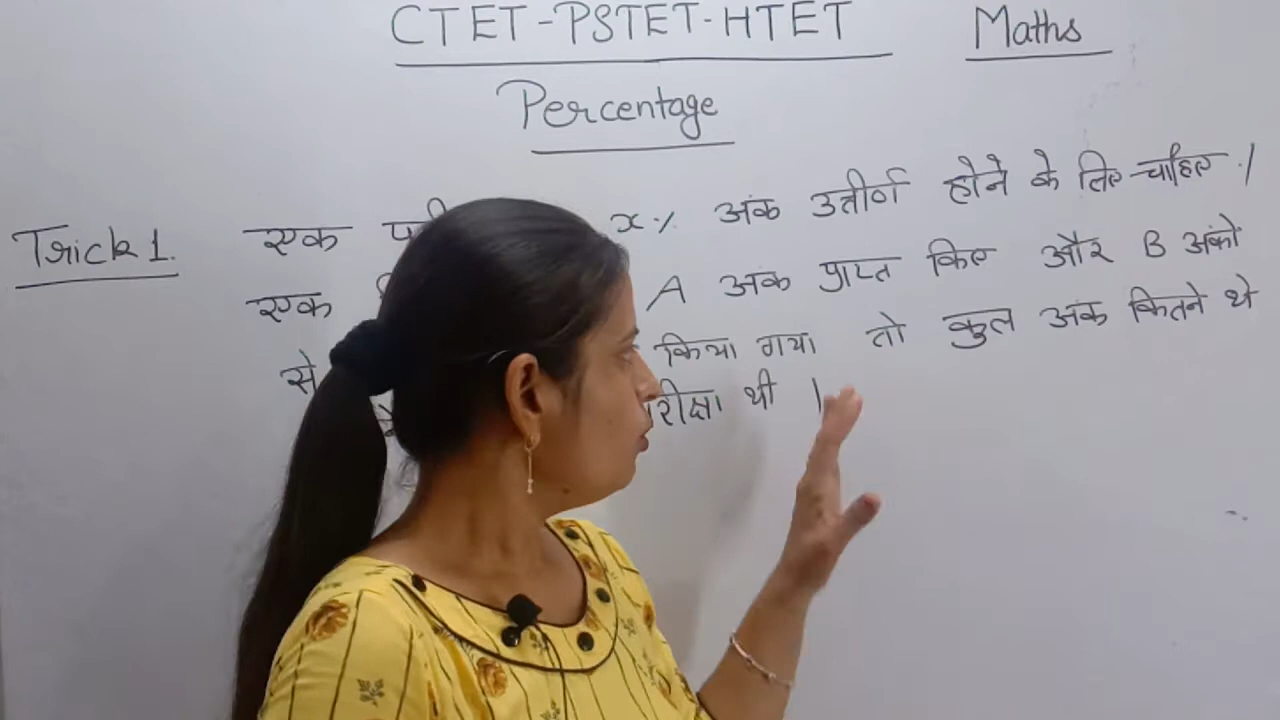 CTET-PSTET-HTET Maths
Percentage
Trick 1. एक x% अंक उत्तीर्ण होने के लिए चाहिए।
एक A अंक प्राप्त किए और B अंको
से किया गया तो कुल अंक कितने थे
परीक्षा थी।